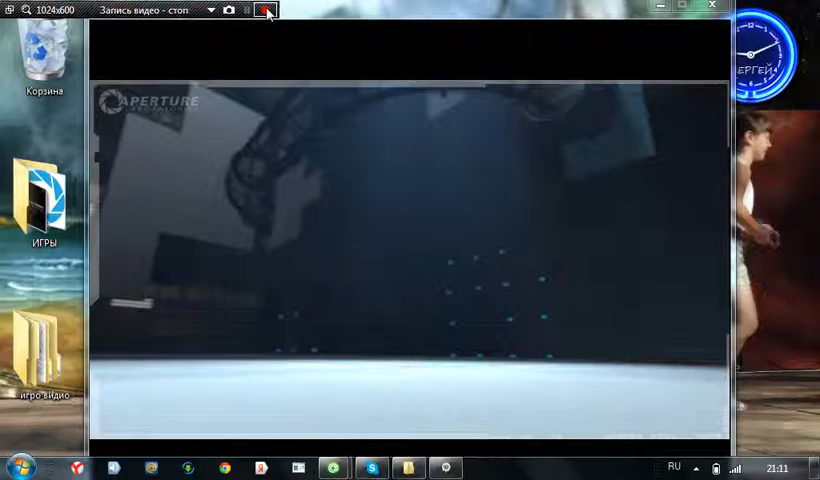 1024x600
Запись видео - стоп
Корзина
APERTURE
ИГРЫ
игро видио
RU
21:11